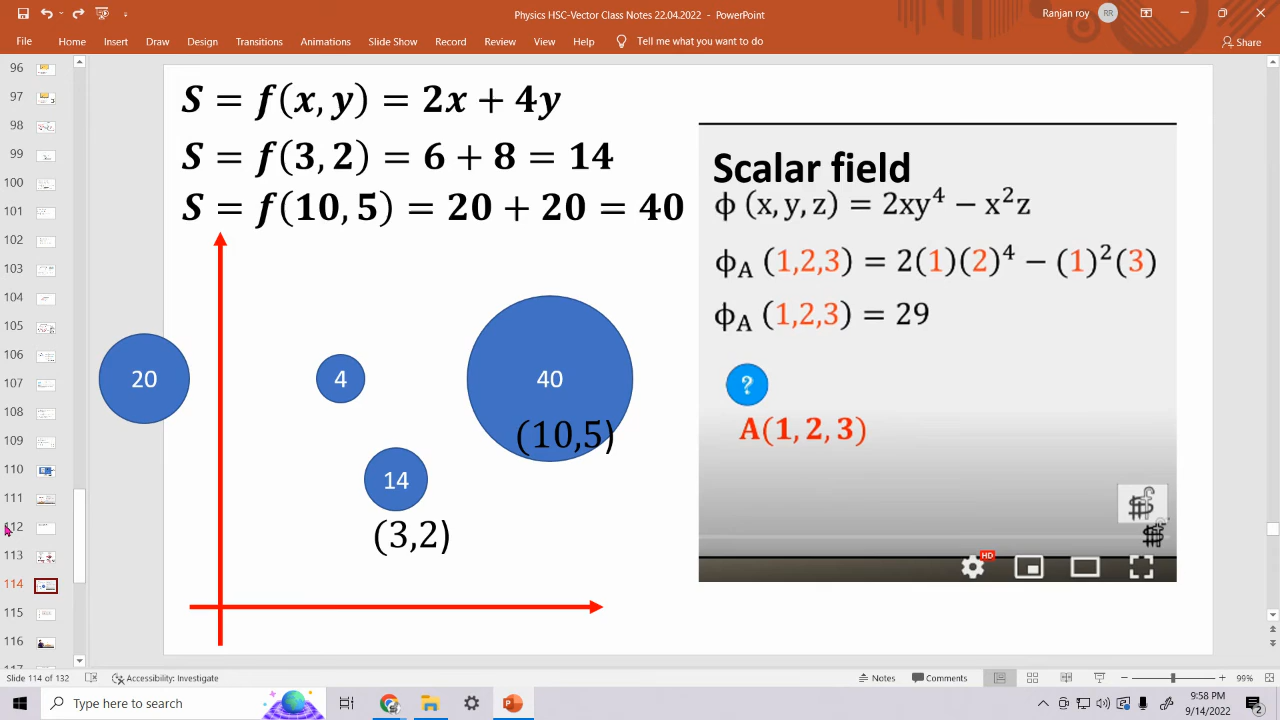 Physics HSC-Vector Class Notes 22.04.2022 - PowerPoint
Ranjan roy
RR
File Home Insert Draw Design Transitions Animations Slide Show Record Review View Help Tell me what you want to do
Share
96
97
98
99
100
101
102
103
104
105
106
107
108
109
110
111
112
113
114
115
116
S = f(x, y) = 2x + 4y
S = f(3, 2) = 6 + 8 = 14
S = f(10, 5) = 20 + 20 = 40
20
4
40
(10,5)
14
(3,2)
Scalar field
ϕ (x, y, z) = 2xy⁴ − x²z
ϕ_A (1,2,3) = 2(1)(2)⁴ − (1)²(3)
ϕ_A (1,2,3) = 29
?
A(1, 2, 3)
HD
Slide 114 of 132
Accessibility: Investigate
Notes
Comments
99%
Type here to search
9:58 PM
9/14/2022
2